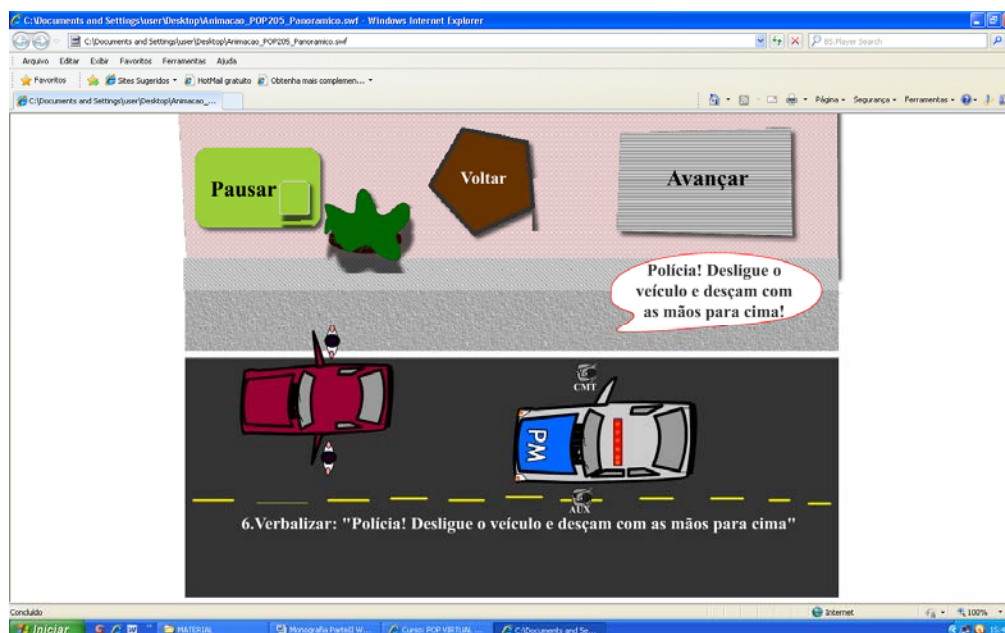 C:\Documents and Settings\user\Desktop\Animacao_POP205_Panoramico.swf - Windows Internet Explorer
C:\Documents and Settings\user\Desktop\Animacao_POP205_Panoramico.swf
BS.Player Search
Arquivo Editar Exibir Favoritos Ferramentas Ajuda
Favoritos Sites Sugeridos HotMail gratuito Obtenha mais complemen...
C:\Documents and Settings\user\Desktop\Animacao_...
Página Segurança Ferramentas
Pausar
Voltar
Avançar
Polícia! Desligue o
veículo e desçam com
as mãos para cima!
CMT
PM
AUX
6.Verbalizar: "Polícia! Desligue o veículo e desçam com as mãos para cima"
Concluído
Internet
100%
Iniciar
MATERIAL
Monografia ParteII W...
Curso: POP VIRTUAL ...
C:\Documents and Se...